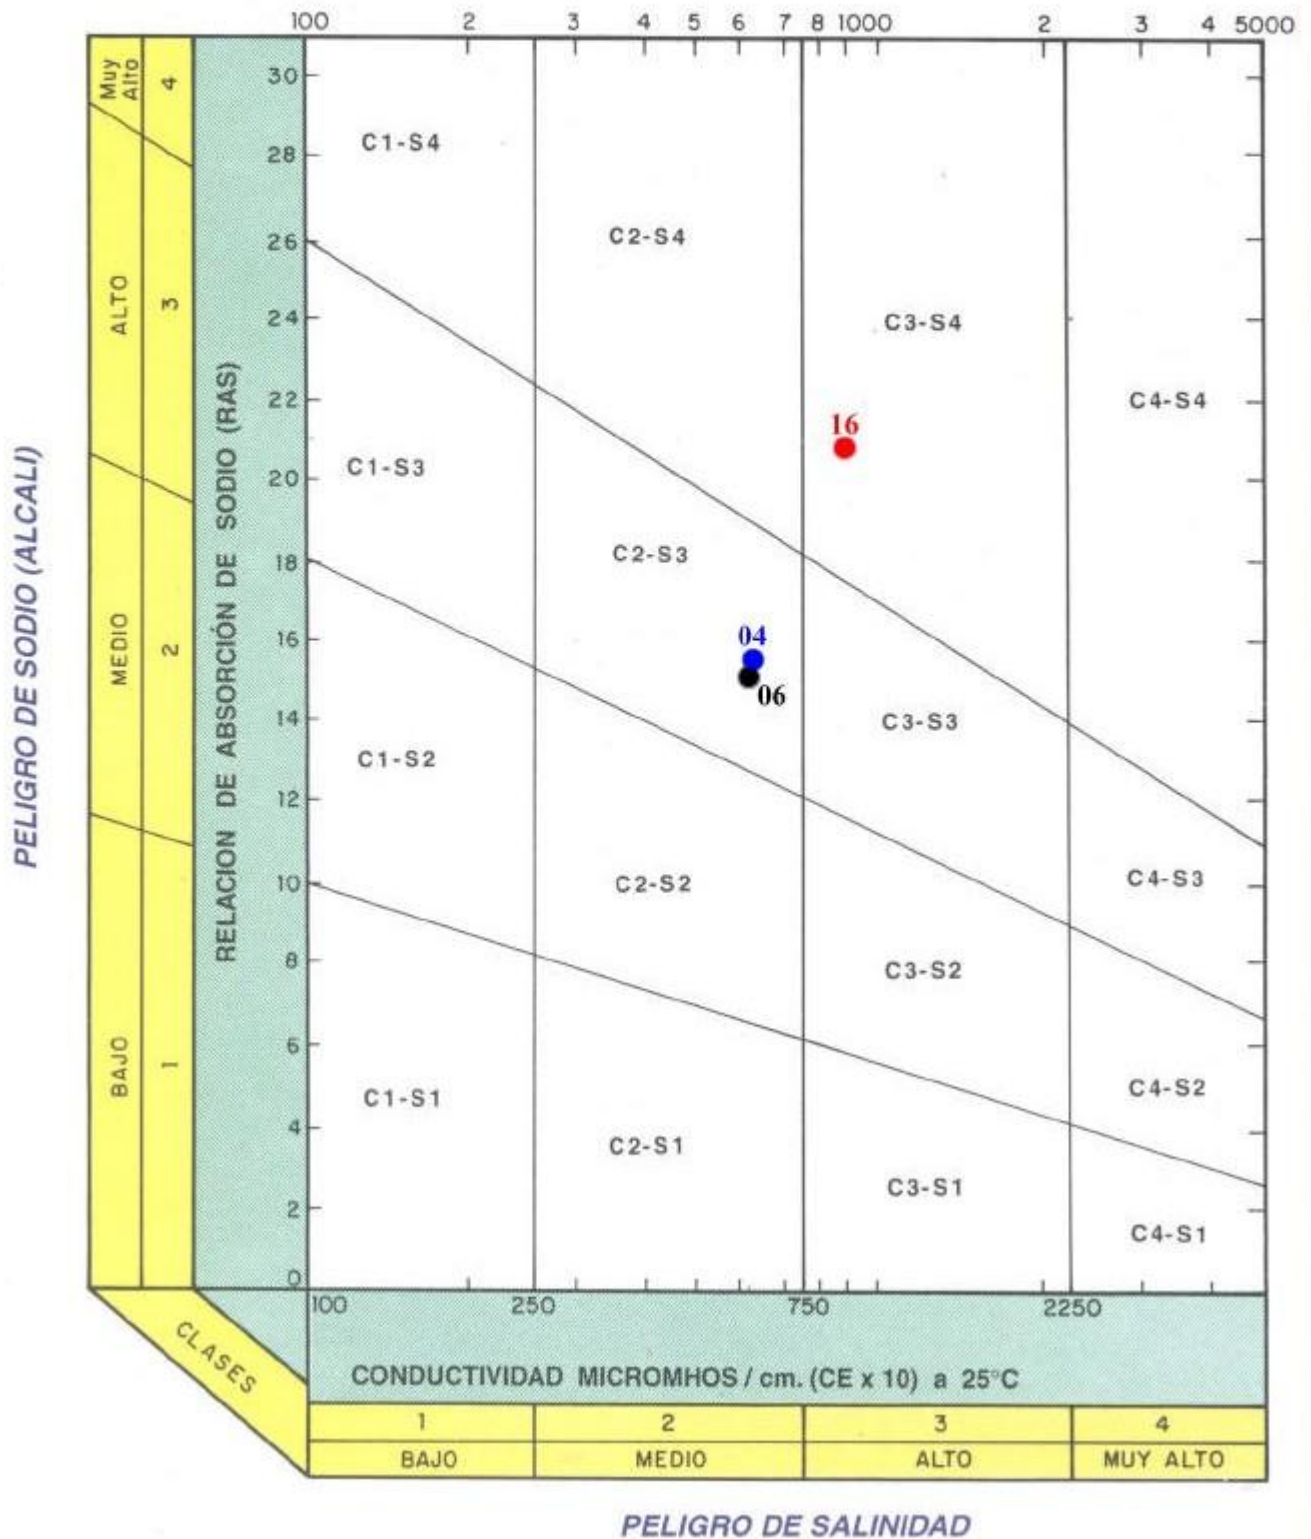 100 2 3 4 5 6 7 8 1000 2 3 4 5000
Muy
Alto
4
ALTO
3
MEDIO
2
BAJO
1
PELIGRO DE SODIO (ALCALI)
RELACION DE ABSORCIÓN DE SODIO (RAS)
30
28
26
24
22
20
18
16
14
12
10
8
6
4
2
0
C1-S4
C2-S4
C3-S4
C4-S4
16
C1-S3
C2-S3
04
06
C3-S3
C1-S2
C2-S2
C4-S3
C3-S2
C1-S1
C4-S2
C2-S1
C3-S1
C4-S1
100 250 750 2250
CLASES
CONDUCTIVIDAD MICROMHOS / cm. (CE x 10) a 25°C
1 2 3 4
BAJO MEDIO ALTO MUY ALTO
PELIGRO DE SALINIDAD